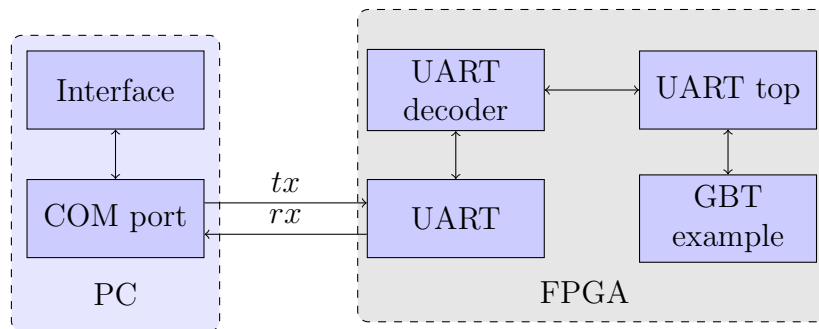 Interface
COM port
PC
tx
rx
UART
decoder
UART
UART top
GBT
example
FPGA